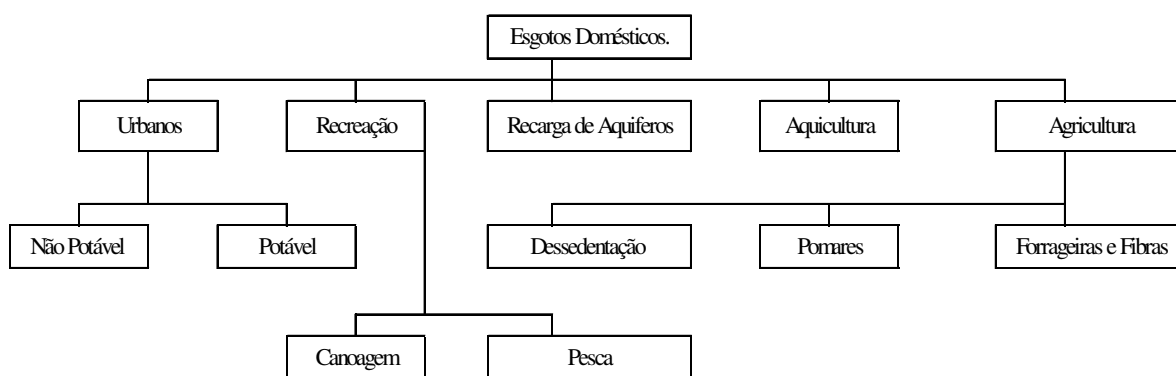 Esgotos Domésticos.
Urbanos
Recreação
Recarga de Aquiferos
Aquicultura
Agricultura
Não Potável
Potável
Dessedentação
Pomares
Forrageiras e Fibras
Canoagem
Pesca